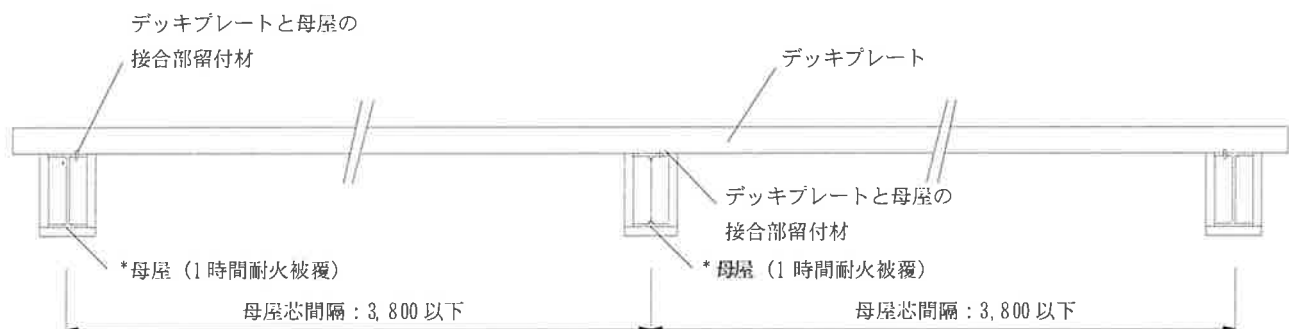 デッキプレートと母屋の
接合部留付材
デッキプレート
デッキプレートと母屋の
接合部留付材
*母屋（1時間耐火被覆）
*母屋（1時間耐火被覆）
母屋芯間隔：3,800以下
母屋芯間隔：3,800以下